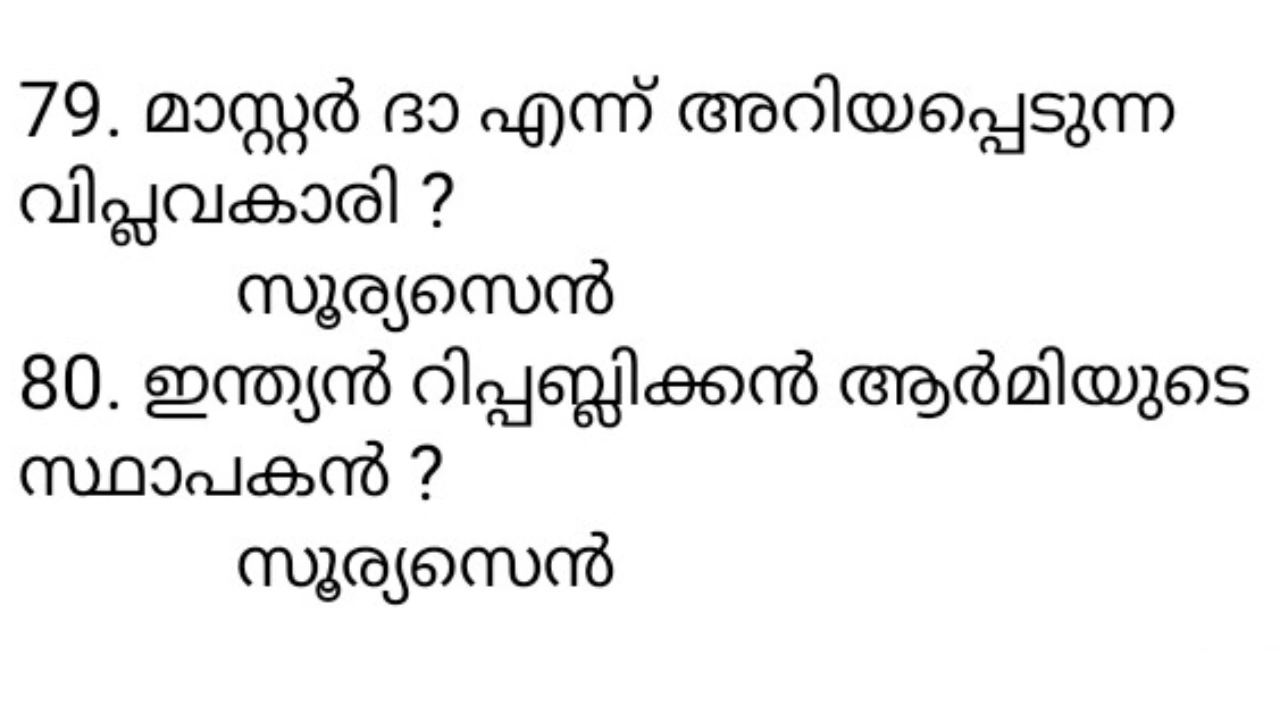 79. മാസ്റ്റർ ദാ എന്ന് അറിയപ്പെടുന്ന
വിപ്ലവകാരി ?
സൂര്യസെൻ
80. ഇന്ത്യൻ റിപ്പബ്ലിക്കൻ ആർമിയുടെ
സ്ഥാപകൻ ?
സൂര്യസെൻ